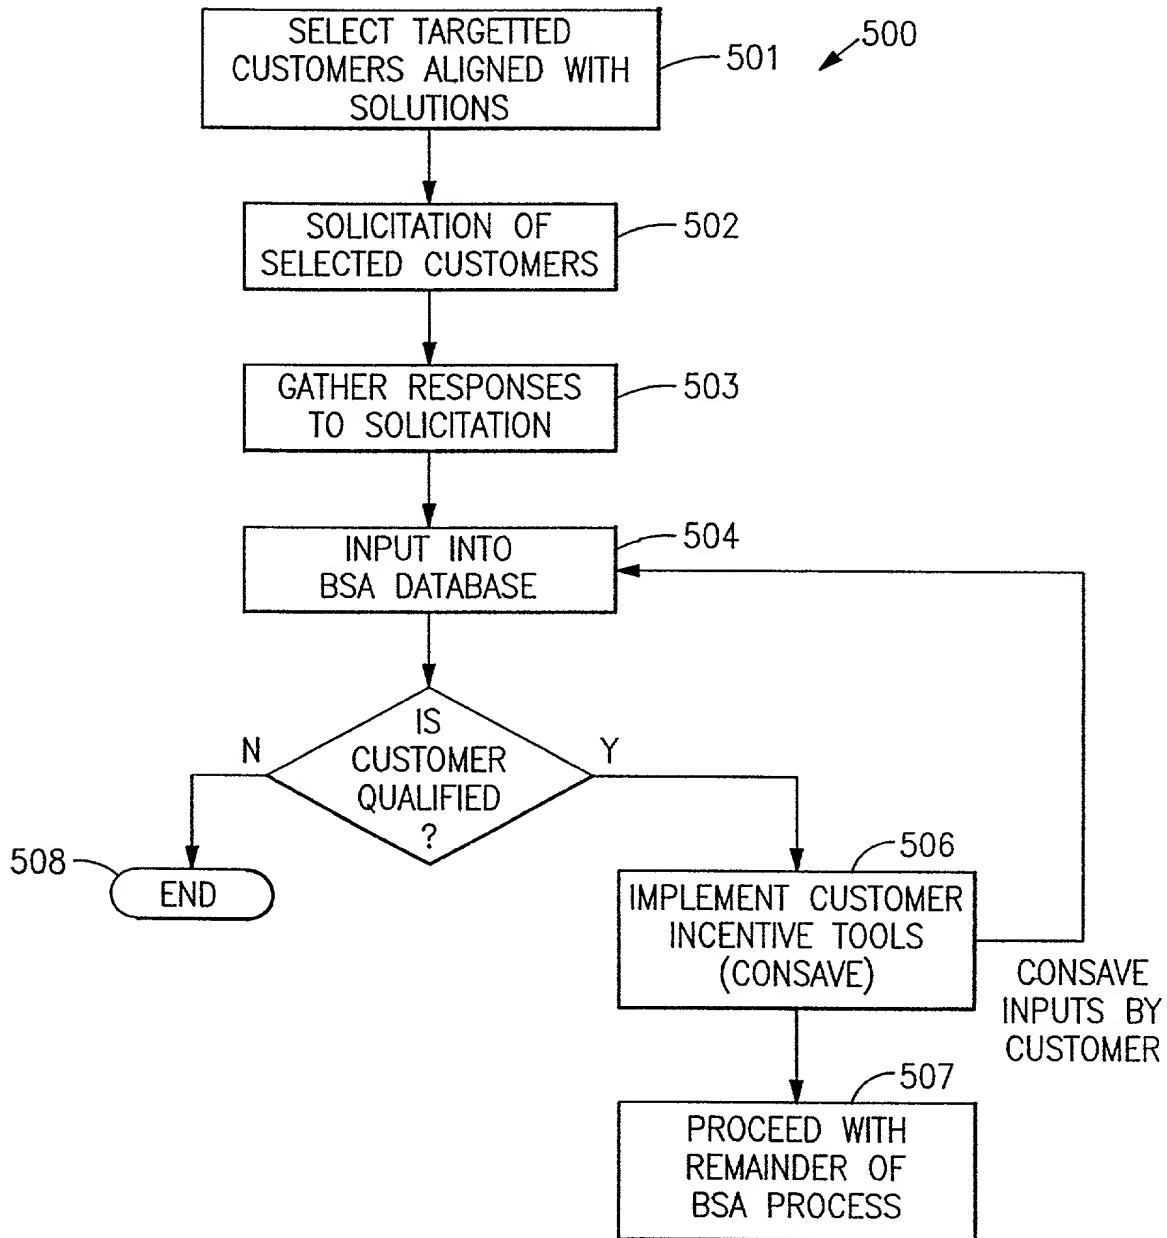 SELECT TARGETTED
CUSTOMERS ALIGNED WITH
SOLUTIONS
501
500
SOLICITATION OF
SELECTED CUSTOMERS
502
GATHER RESPONSES
TO SOLICITATION
503
INPUT INTO
BSA DATABASE
504
IS
CUSTOMER
QUALIFIED
?
N
Y
508
END
506
IMPLEMENT CUSTOMER
INCENTIVE TOOLS
(CONSAVE)
CONSAVE
INPUTS BY
CUSTOMER
507
PROCEED WITH
REMAINDER OF
BSA PROCESS